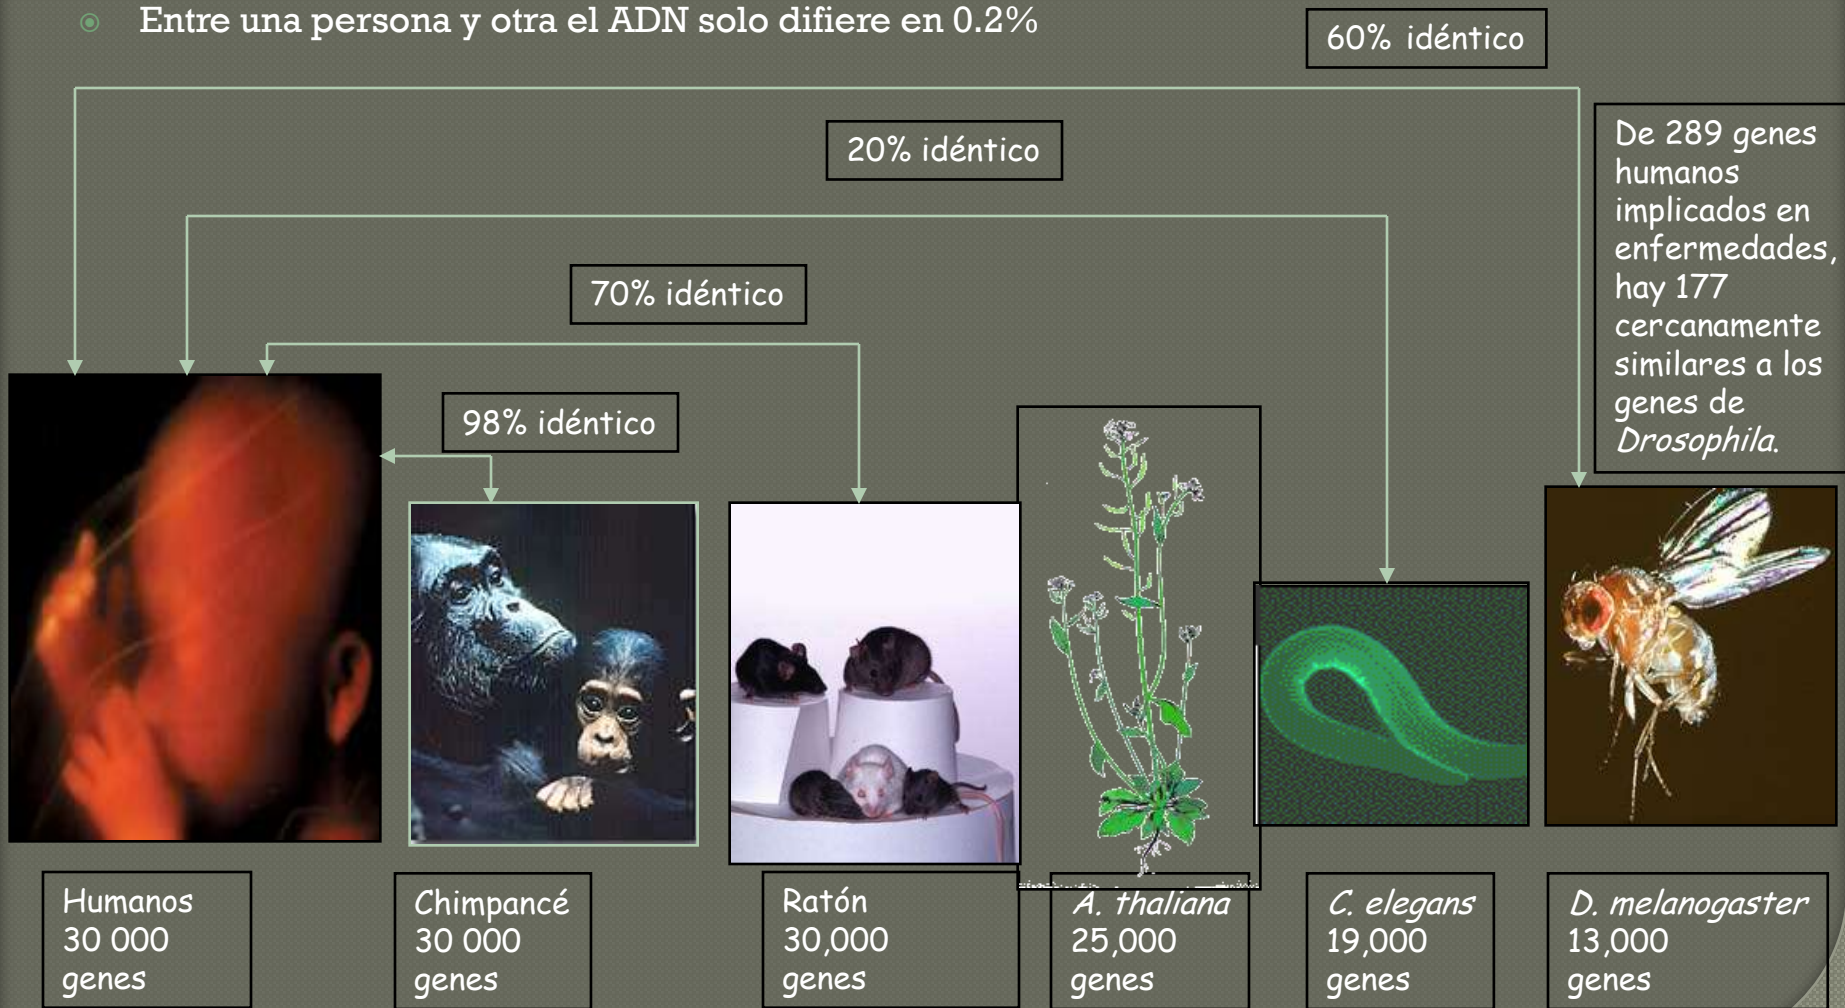 Entre una persona y otra el ADN solo difiere en 0.2%
60% idéntico
20% idéntico
De 289 genes
humanos
implicados en
enfermedades,
hay 177
cercanamente
similares a los
genes de
Drosophila.
70% idéntico
98% idéntico
Humanos
30 000
genes
Chimpancé
30 000
genes
Ratón
30,000
genes
A. thaliana
25,000
genes
C. elegans
19,000
genes
D. melanogaster
13,000
genes